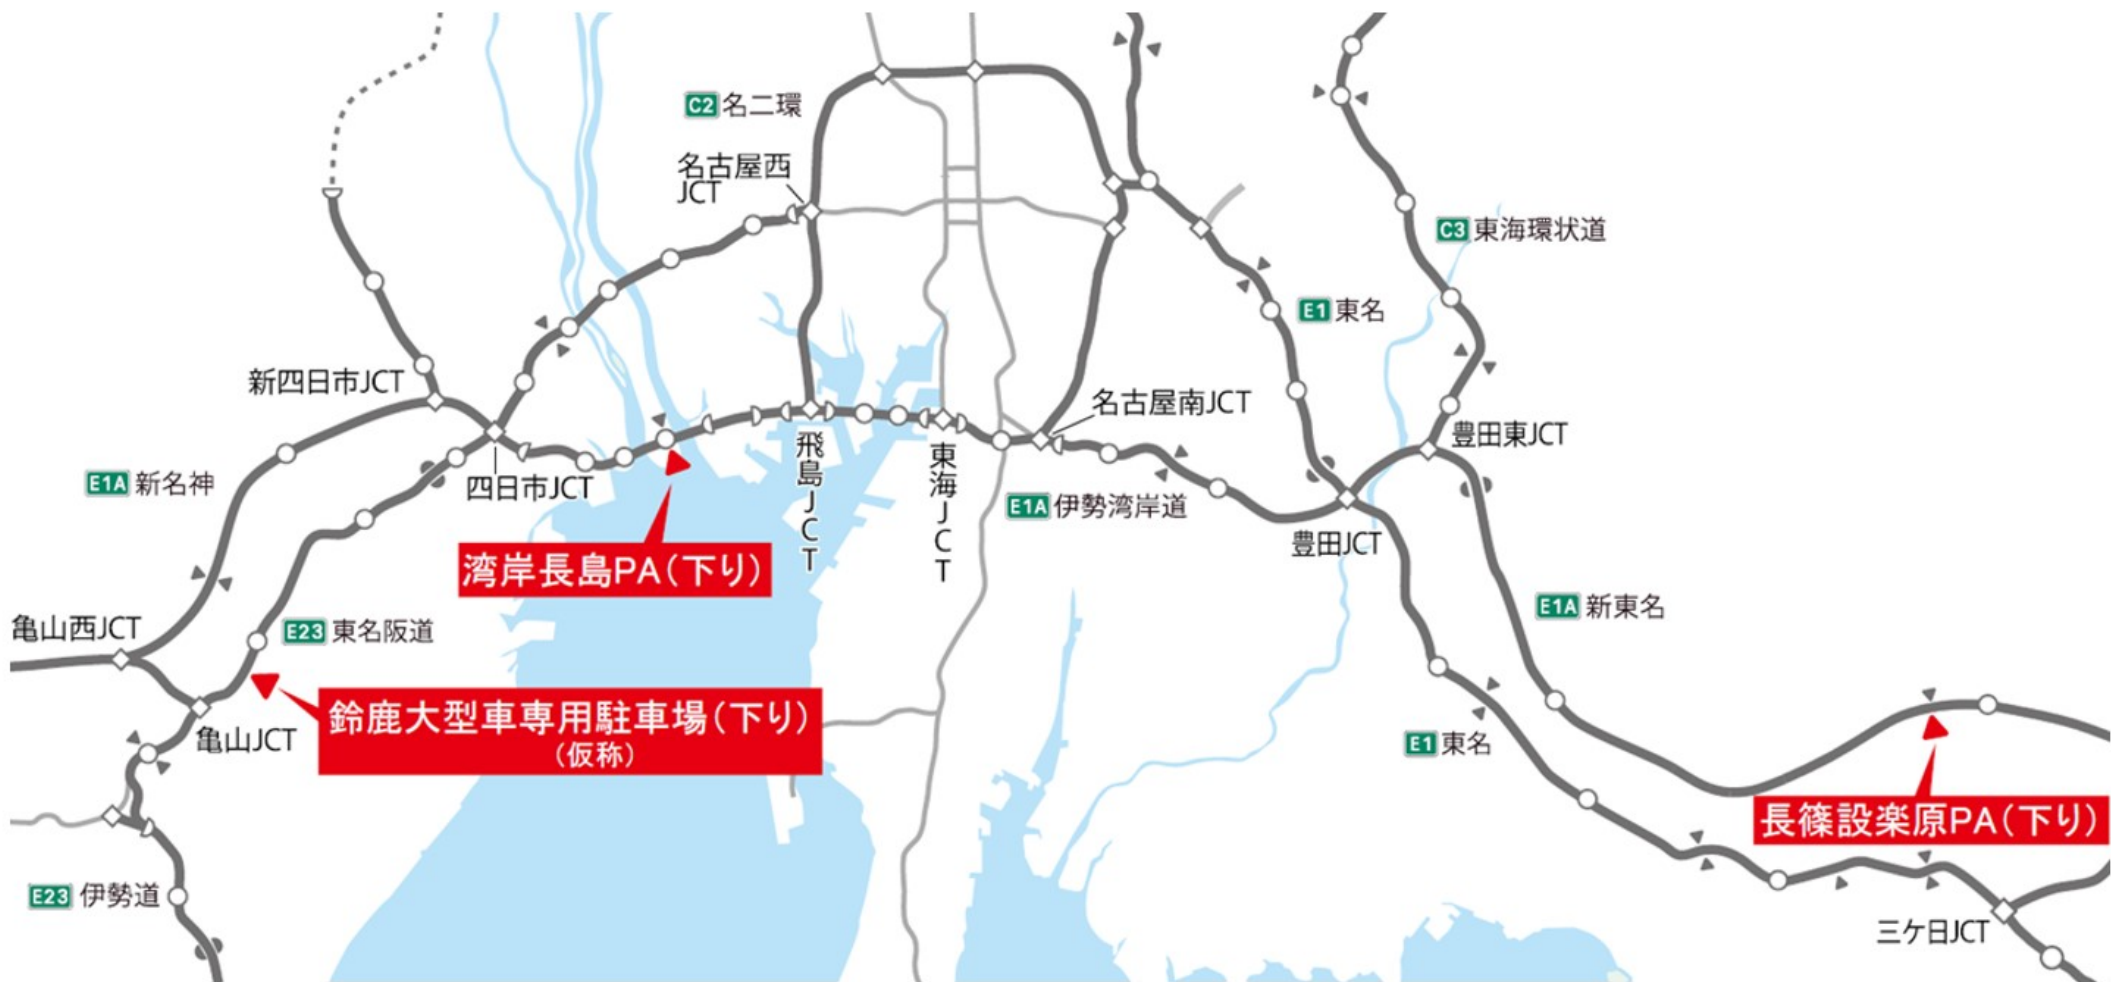 C2 名二環
名古屋西
JCT
C3 東海環状道
E1 東名
新四日市JCT
名古屋南JCT
豊田東JCT
E1A 新名神
四日市JCT
飛島JCT
東海JCT
E1A 伊勢湾岸道
豊田JCT
湾岸長島PA（下り）
E1A 新東名
亀山西JCT
E23 東名阪道
鈴鹿大型車専用駐車場（下り）
（仮称）
亀山JCT
E1 東名
長篠設楽原PA（下り）
E23 伊勢道
三ケ日JCT